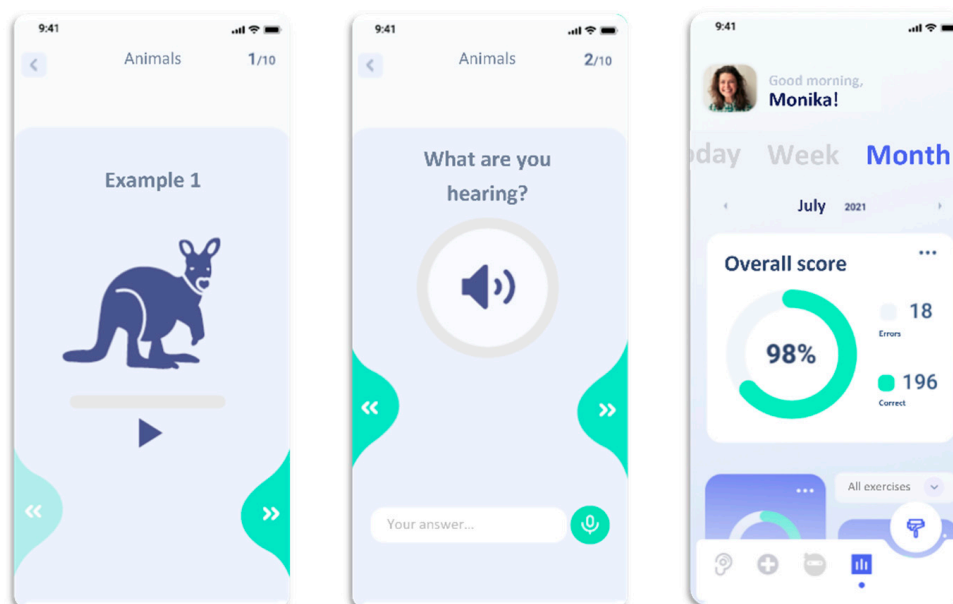 9:41
Animals
1/10
Example 1
9:41
Animals
2/10
What are you
hearing?
Your answer...
9:41
Good morning,
Monika!
oday Week Month
July 2021
Overall score
98%
18
Errors
196
Correct
All exercises